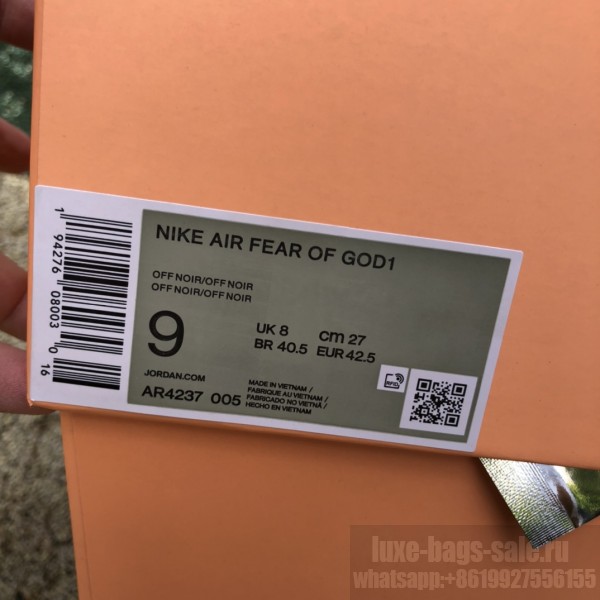 NIKE AIR FEAR OF GOD1
OFF NOIR/OFF NOIR
OFF NOIR/OFF NOIR
9
UK 8 cm 27
BR 40.5 EUR 42.5
JORDAN.COM
AR4237 005
MADE IN VIETNAM /
FABRIQUE AU VIETNAM /
FABRICADO NO VIETNÃ /
HECHO EN VIETNAM
RFID
1 94276 08003 0 16
luxe-bags-sale.ru
whatsapp:+8619927556155